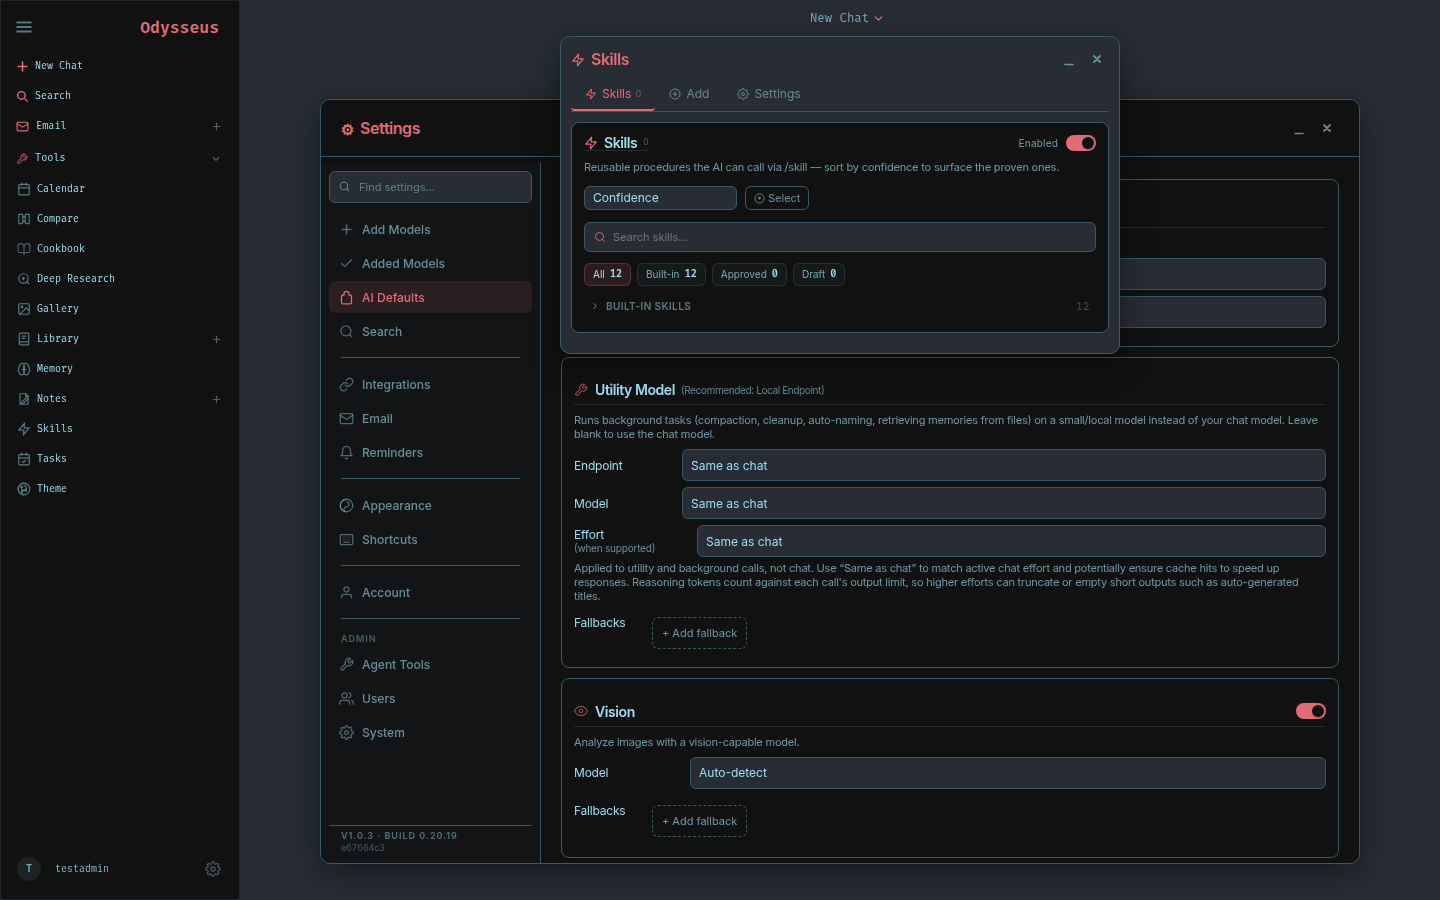 Odysseus
New Chat
Search
Email
Tools
Calendar
Compare
Cookbook
Deep Research
Gallery
Library
Memory
Notes
Skills
Tasks
Theme
T testadmin
New Chat
Settings
Find settings...
Add Models
Added Models
AI Defaults
Search
Integrations
Email
Reminders
Appearance
Shortcuts
Account
ADMIN
Agent Tools
Users
System
V1.0.3 · BUILD 0.20.19
e67664c3
Skills
Skills 0 Add Settings
Skills 0 Enabled
Reusable procedures the AI can call via /skill — sort by confidence to surface the proven ones.
Confidence Select
Search skills...
All 12 Built-in 12 Approved 0 Draft 0
BUILT-IN SKILLS 12
Utility Model (Recommended: Local Endpoint)
Runs background tasks (compaction, cleanup, auto-naming, retrieving memories from files) on a small/local model instead of your chat model. Leave
blank to use the chat model.
Endpoint Same as chat
Model Same as chat
Effort Same as chat
(when supported)
Applied to utility and background calls, not chat. Use “Same as chat” to match active chat effort and potentially ensure cache hits to speed up
responses. Reasoning tokens count against each call's output limit, so higher efforts can truncate or empty short outputs such as auto-generated
titles.
Fallbacks + Add fallback
Vision
Analyze images with a vision-capable model.
Model Auto-detect
Fallbacks + Add fallback